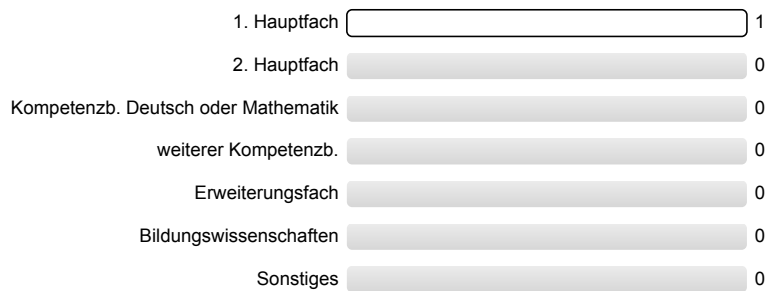 1. Hauptfach 1
2. Hauptfach 0
Kompetenzb. Deutsch oder Mathematik 0
weiterer Kompetenzb. 0
Erweiterungsfach 0
Bildungswissenschaften 0
Sonstiges 0